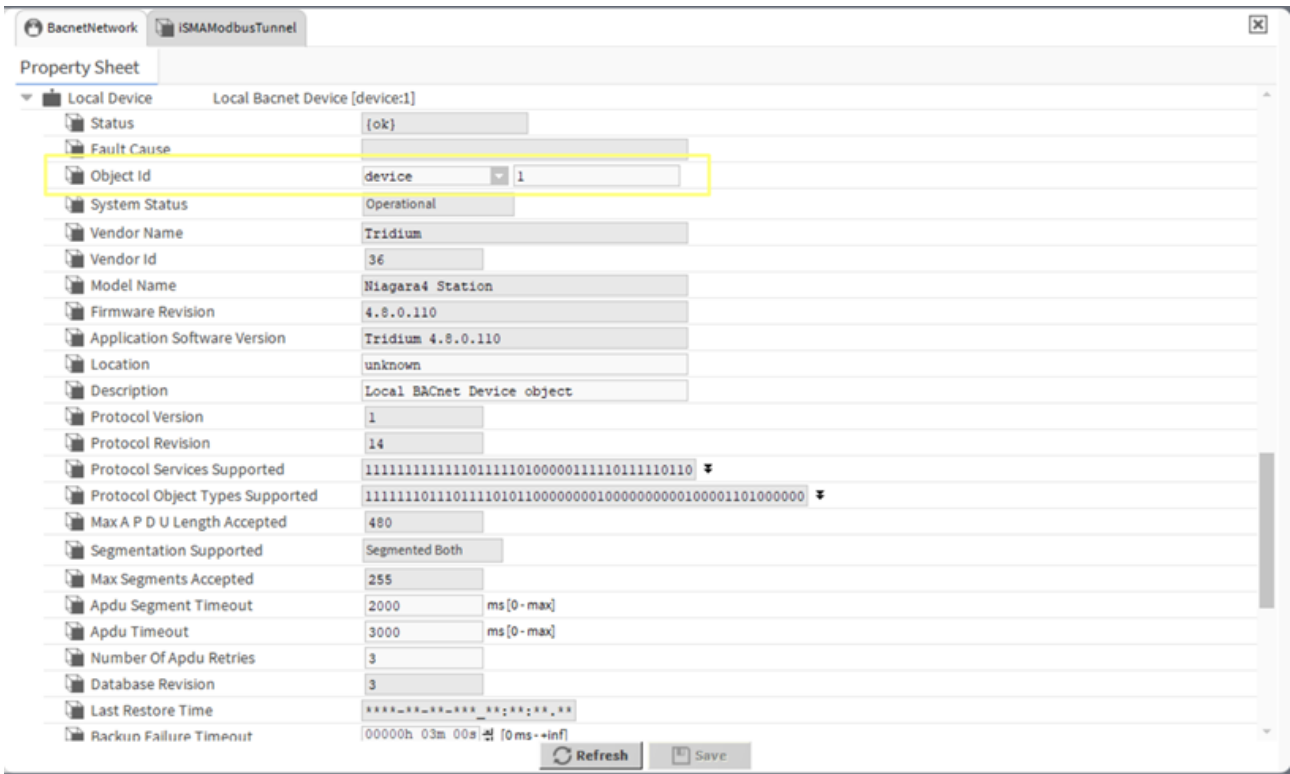 BacnetNetwork iSMAModbusTunnel
Property Sheet
Local Device Local Bacnet Device [device:1]
Status {ok}
Fault Cause
Object Id device 1
System Status Operational
Vendor Name Tridium
Vendor Id 36
Model Name Niagara4 Station
Firmware Revision 4.8.0.110
Application Software Version Tridium 4.8.0.110
Location unknown
Description Local BACnet Device object
Protocol Version 1
Protocol Revision 14
Protocol Services Supported
Protocol Object Types Supported
Max A P D U Length Accepted 480
Segmentation Supported Segmented Both
Max Segments Accepted 255
Apdu Segment Timeout 2000 ms [0 - max]
Apdu Timeout 3000 ms [0 - max]
Number Of Apdu Retries 3
Database Revision 3
Last Restore Time ****-**-**-***_**:**:**.**
Backup Failure Timeout 00000h 03m 00s [0 ms - +inf]
Refresh Save